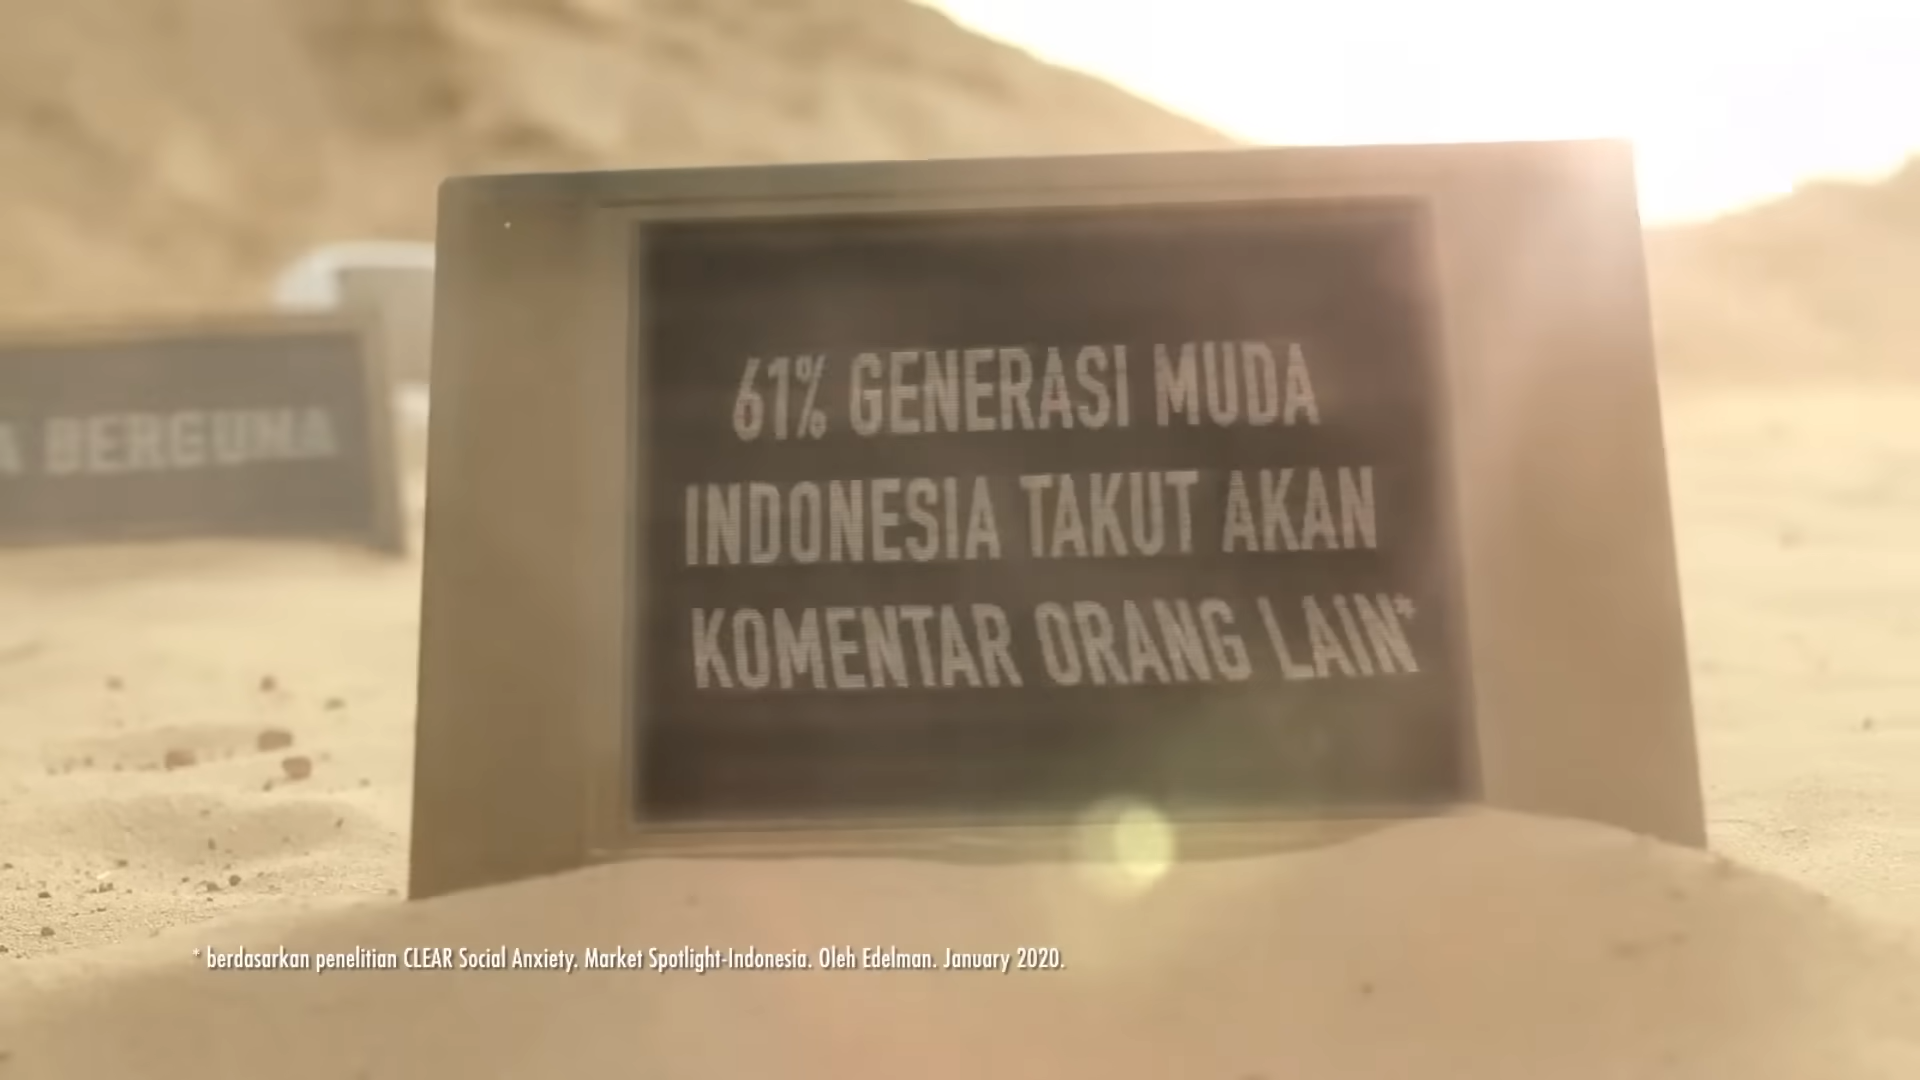 A BERGUNA
61% GENERASI MUDA
INDONESIA TAKUT AKAN
KOMENTAR ORANG LAIN*
* berdasarkan penelitian CLEAR Social Anxiety. Market Spotlight-Indonesia. Oleh Edelman. January 2020.